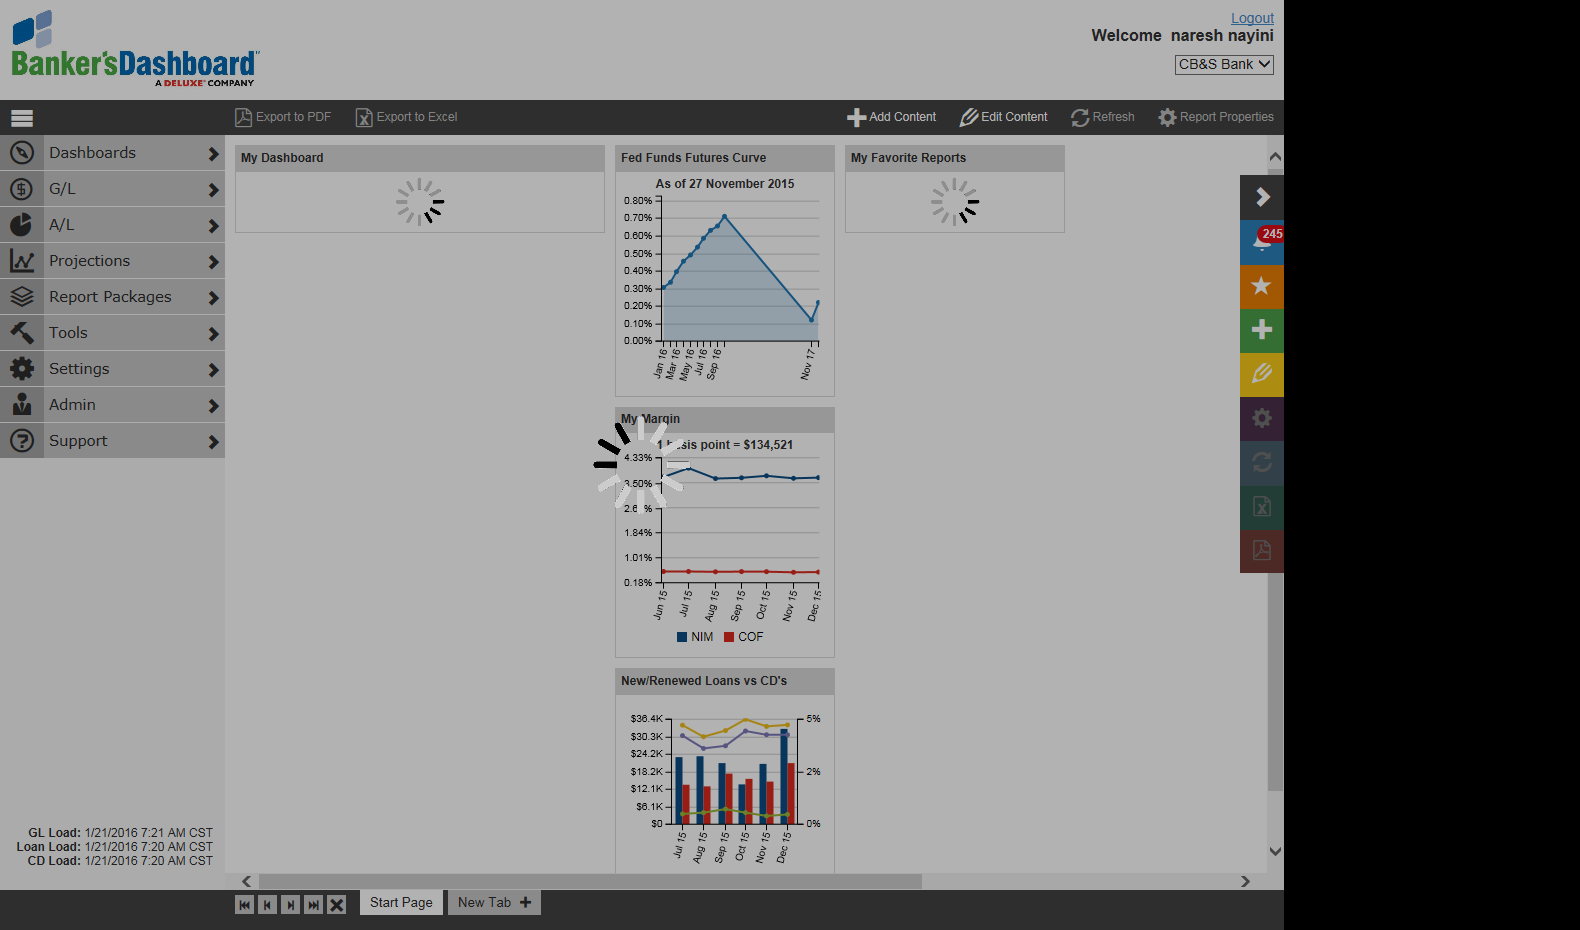 Logout
Welcome naresh nayini
Banker'sDashboard
A DELUXE COMPANY
CB&S Bank
Export to PDF
Export to Excel
Add Content
Edit Content
Refresh
Report Properties
Dashboards
G/L
A/L
Projections
Report Packages
Tools
Settings
Admin
Support
GL Load: 1/21/2016 7:21 AM CST
Loan Load: 1/21/2016 7:20 AM CST
CD Load: 1/21/2016 7:20 AM CST
My Dashboard
Fed Funds Futures Curve
As of 27 November 2015
0.80%
0.70%
0.60%
0.50%
0.40%
0.30%
0.20%
0.10%
0.00%
Jan 16
Mar 16
May 16
Jul 16
Sep 16
Nov 17
My Margin
1 basis point = $134,521
4.33%
3.50%
1.84%
1.01%
0.18%
Jun 15
Jul 15
Aug 15
Sep 15
Oct 15
Nov 15
Dec 15
NIM
COF
New/Renewed Loans vs CD's
$36.4K
$30.3K
$24.2K
$18.2K
$12.1K
$6.1K
$0
5%
2%
0%
Jul 15
Aug 15
Sep 15
Oct 15
Nov 15
Dec 15
My Favorite Reports
245
Start Page
New Tab